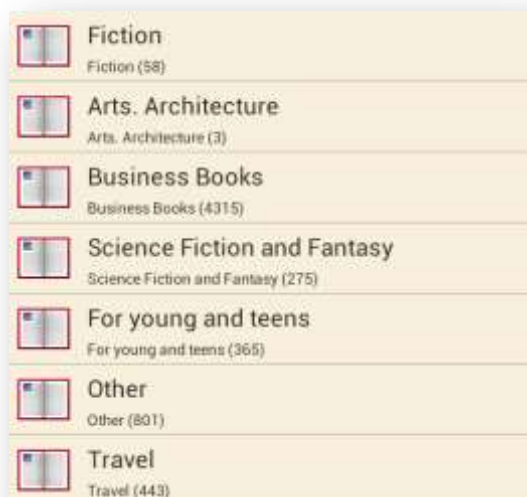 Fiction
Fiction (58)
Arts. Architecture
Arts. Architecture (3)
Business Books
Business Books (4315)
Science Fiction and Fantasy
Science Fiction and Fantasy (275)
For young and teens
For young and teens (365)
Other
Other (801)
Travel
Travel (443)